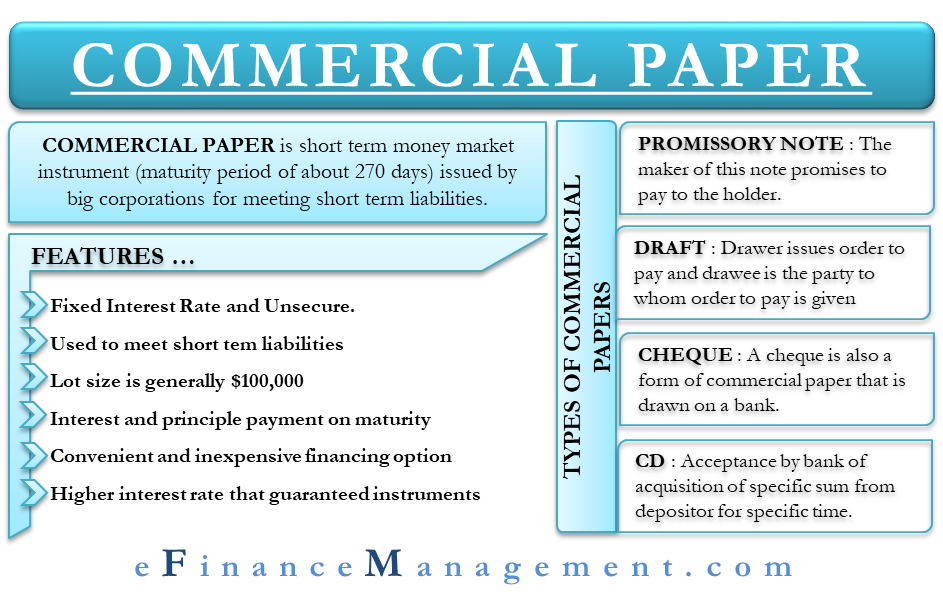 COMMERCIAL PAPER
COMMERCIAL PAPER is short term money market
instrument (maturity period of about 270 days) issued by
big corporations for meeting short term liabilities.
FEATURES ...
Fixed Interest Rate and Unsecure.
Used to meet short tem liabilities
Lot size is generally $100,000
Interest and principle payment on maturity
Convenient and inexpensive financing option
Higher interest rate that guaranteed instruments
TYPES OF COMMERCIAL
PAPERS
PROMISSORY NOTE : The
maker of this note promises to
pay to the holder.
DRAFT : Drawer issues order to
pay and drawee is the party to
whom order to pay is given
CHEQUE : A cheque is also a
form of commercial paper that is
drawn on a bank.
CD : Acceptance by bank of
acquisition of specific sum from
depositor for specific time.
eFinanceManagement.com